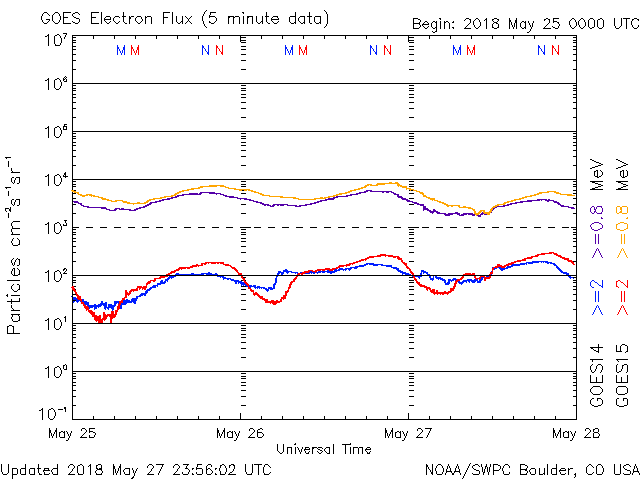 GOES Electron Flux (5 minute data)
Begin: 2018 May 25 0000 UTC
M M N N M M N N M M N N
10^7
10^6
10^5
10^4
10^3
10^2
10^1
10^0
10^-1
Particles cm^-2 s^-1 sr^-1
May 25 May 26 May 27 May 28
Universal Time
GOES14 >=2 >=0.8 MeV
GOES15 >=2 >=0.8 MeV
Updated 2018 May 27 23:56:02 UTC
NOAA/SWPC Boulder, CO USA